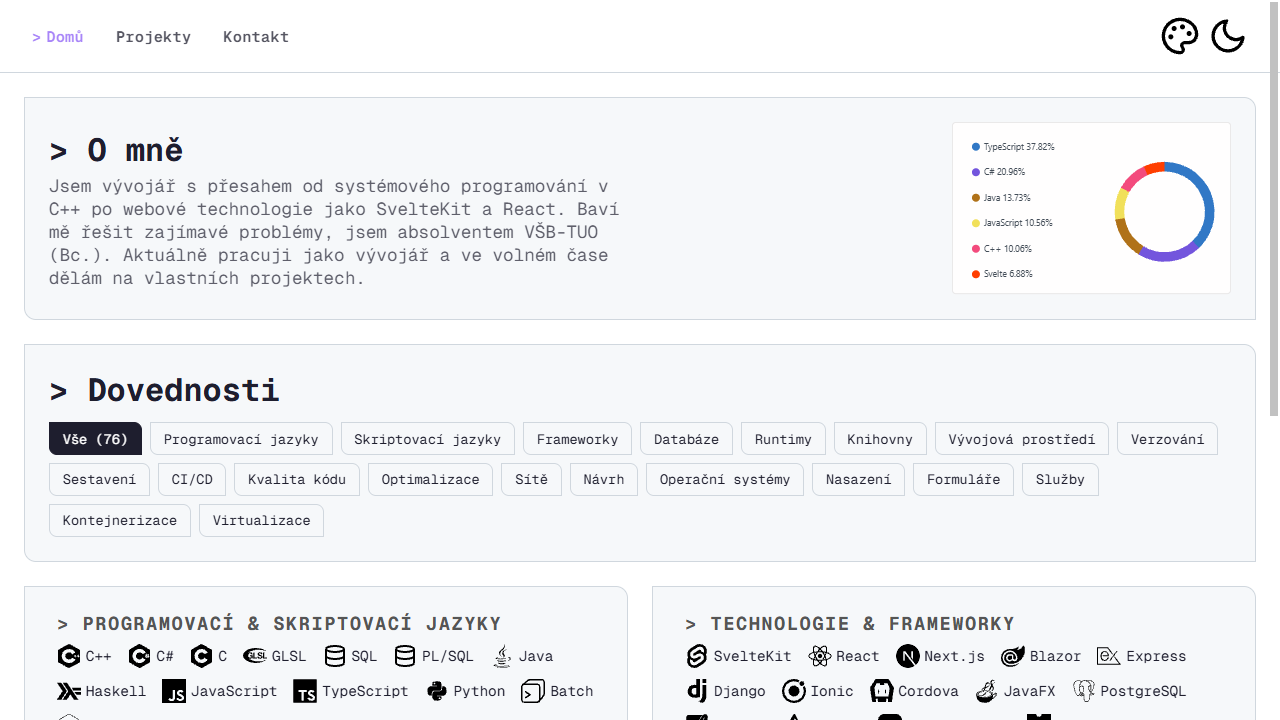 > Domů Projekty Kontakt
> O mně
Jsem vývojář s přesahem od systémového programování v
C++ po webové technologie jako SvelteKit a React. Baví
mě řešit zajímavé problémy, jsem absolventem VŠB-TUO
(Bc.). Aktuálně pracuji jako vývojář a ve volném čase
dělám na vlastních projektech.
TypeScript 37.82%
C# 20.96%
Java 13.73%
JavaScript 10.56%
C++ 10.06%
Svelte 6.88%
> Dovednosti
Vše (76) Programovací jazyky Skriptovací jazyky Frameworky Databáze Runtimy Knihovny Vývojová prostředí Verzování
Sestavení CI/CD Kvalita kódu Optimalizace Sítě Návrh Operační systémy Nasazení Formuláře Služby
Kontejnerizace Virtualizace
> PROGRAMOVACÍ & SKRIPTOVACÍ JAZYKY
C++ C# C GLSL SQL PL/SQL Java
Haskell JS JavaScript TS TypeScript Python Batch
> TECHNOLOGIE & FRAMEWORKY
SvelteKit React Next.js Blazor Express
dj Django Ionic Cordova JavaFX PostgreSQL